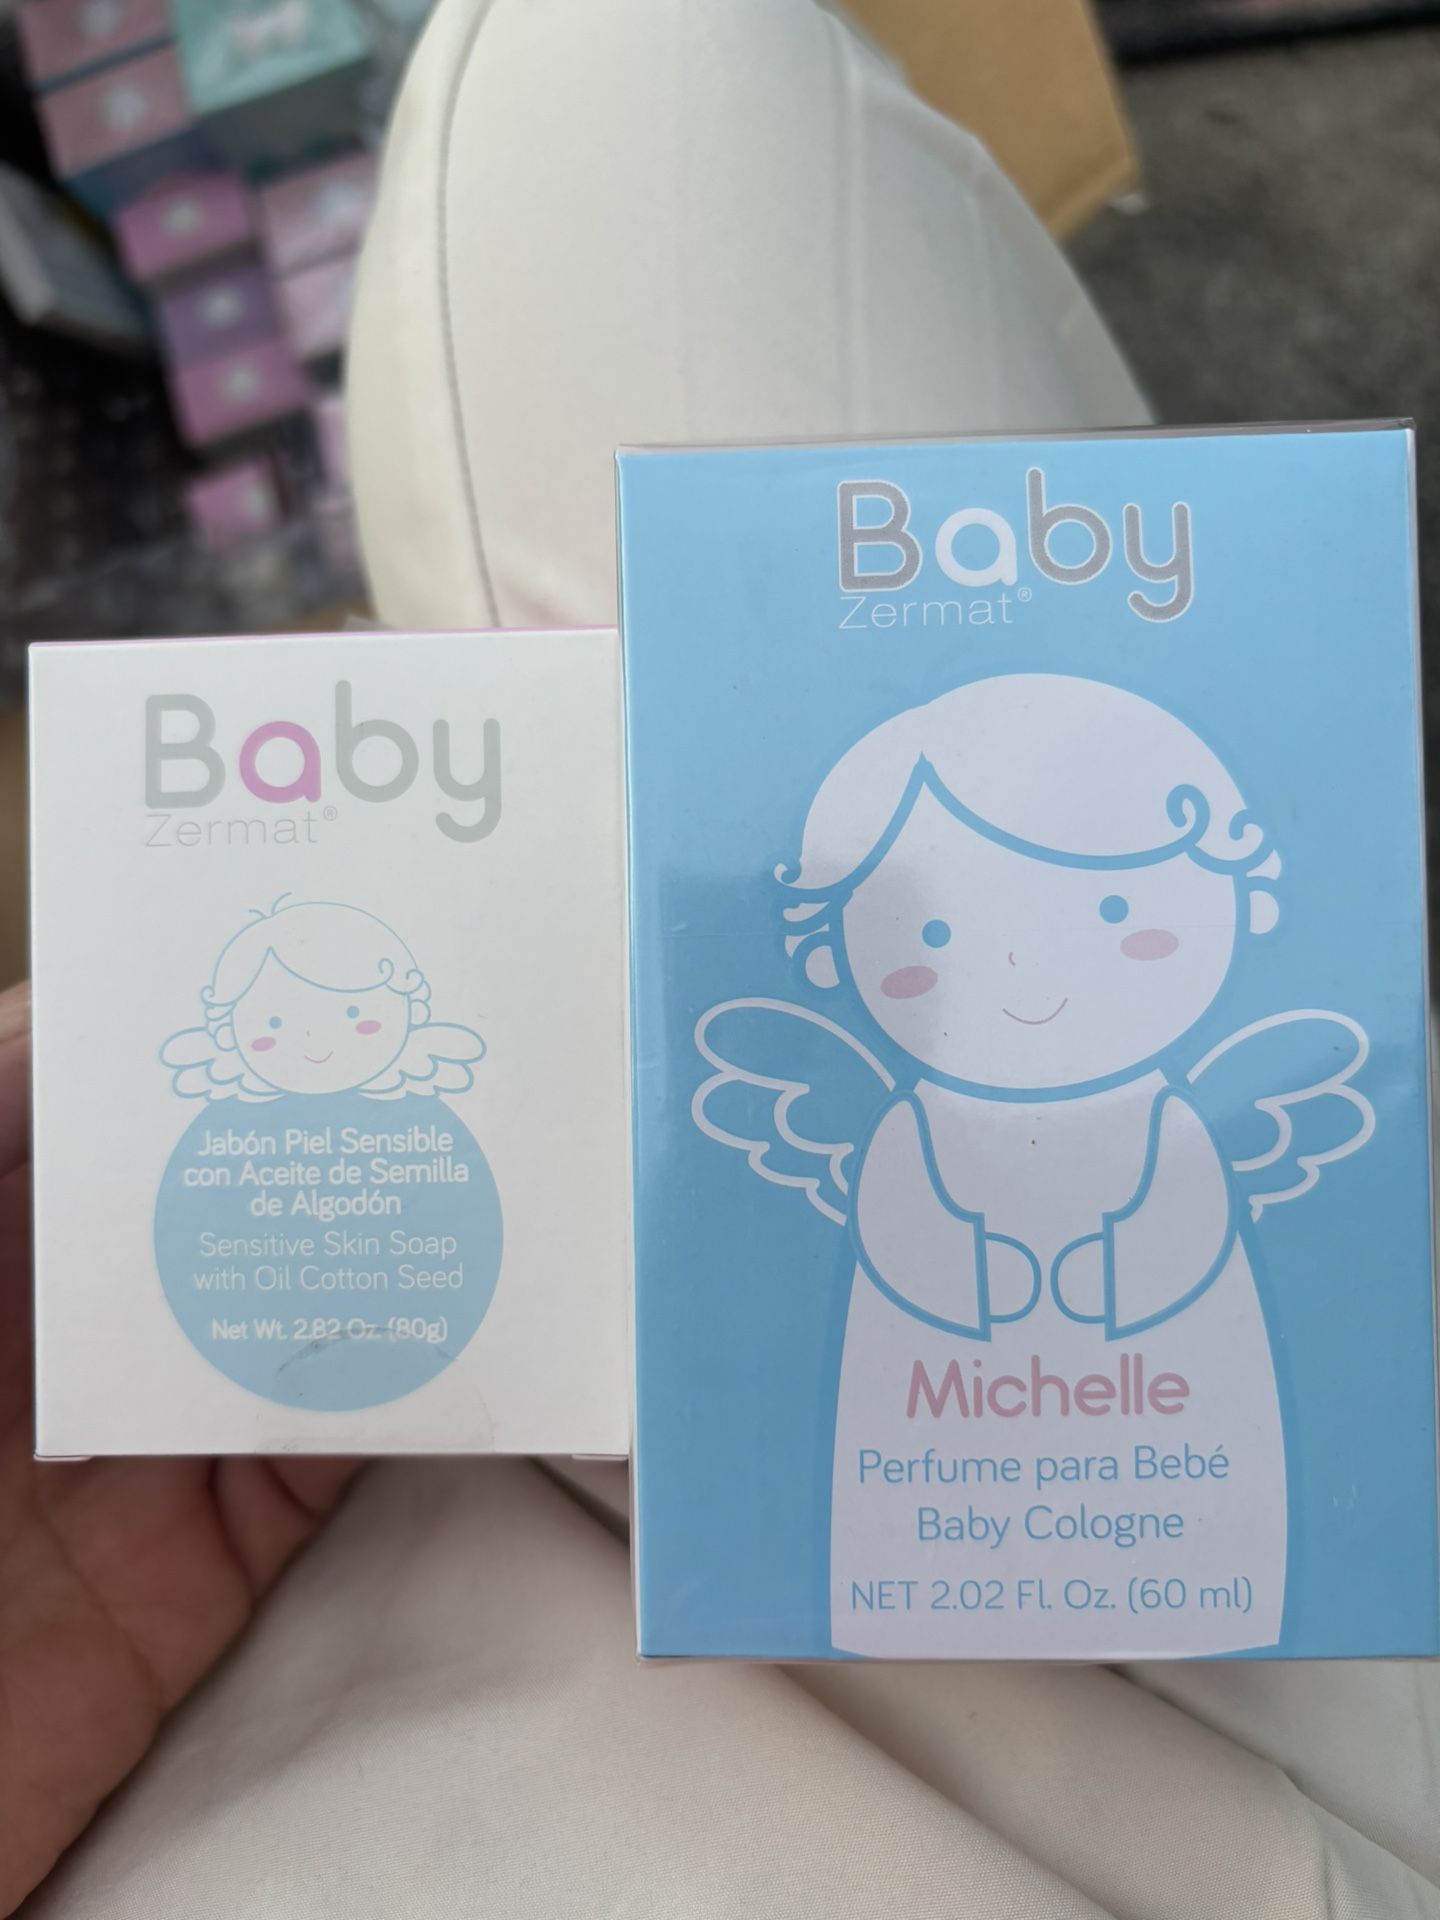 Baby
Zermat®
Jabón Piel Sensible
con Aceite de Semilla
de Algodón
Sensitive Skin Soap
with Oil Cotton Seed
Net Wt. 2.82 Oz (80g)
Baby
Zermat®
Michelle
Perfume para Bebé
Baby Cologne
NET 2.02 Fl. Oz. (60 ml)